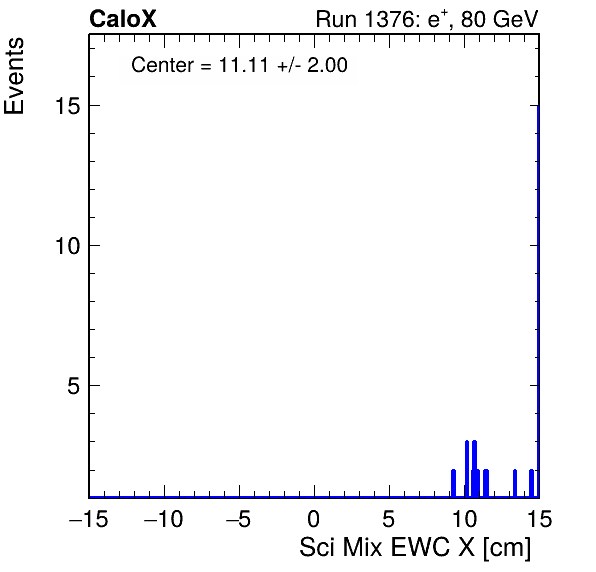 CaloX Run 1376: e⁺, 80 GeV
Center = 11.11 +/- 2.00
Events
15
10
5
−15 −10 −5 0 5 10 15
Sci Mix EWC X [cm]